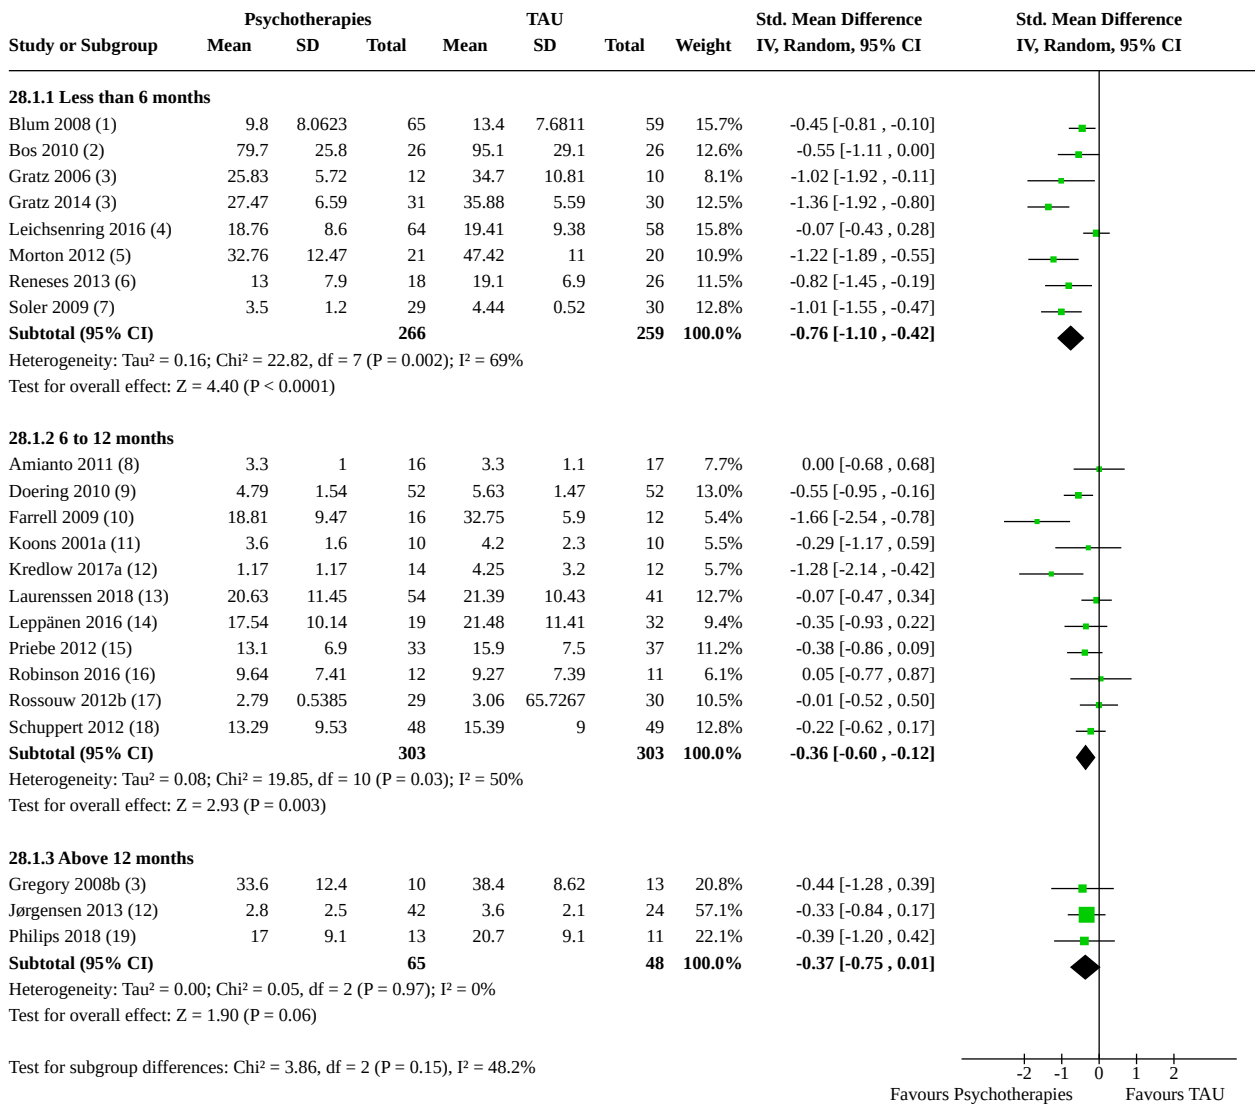 Psychotherapies TAU Std. Mean Difference Std. Mean Difference
Study or Subgroup Mean SD Total Mean SD Total Weight IV, Random, 95% CI IV, Random, 95% CI
28.1.1 Less than 6 months
Blum 2008 (1) 9.8 8.0623 65 13.4 7.6811 59 15.7% -0.45 [-0.81 , -0.10]
Bos 2010 (2) 79.7 25.8 26 95.1 29.1 26 12.6% -0.55 [-1.11 , 0.00]
Gratz 2006 (3) 25.83 5.72 12 34.7 10.81 10 8.1% -1.02 [-1.92 , -0.11]
Gratz 2014 (3) 27.47 6.59 31 35.88 5.59 30 12.5% -1.36 [-1.92 , -0.80]
Leichsenring 2016 (4) 18.76 8.6 64 19.41 9.38 58 15.8% -0.07 [-0.43 , 0.28]
Morton 2012 (5) 32.76 12.47 21 47.42 11 20 10.9% -1.22 [-1.89 , -0.55]
Reneses 2013 (6) 13 7.9 18 19.1 6.9 26 11.5% -0.82 [-1.45 , -0.19]
Soler 2009 (7) 3.5 1.2 29 4.44 0.52 30 12.8% -1.01 [-1.55 , -0.47]
Subtotal (95% CI) 266 259 100.0% -0.76 [-1.10 , -0.42]
Heterogeneity: Tau² = 0.16; Chi² = 22.82, df = 7 (P = 0.002); I² = 69%
Test for overall effect: Z = 4.40 (P < 0.0001)
28.1.2 6 to 12 months
Amianto 2011 (8) 3.3 1 16 3.3 1.1 17 7.7% 0.00 [-0.68 , 0.68]
Doering 2010 (9) 4.79 1.54 52 5.63 1.47 52 13.0% -0.55 [-0.95 , -0.16]
Farrell 2009 (10) 18.81 9.47 16 32.75 5.9 12 5.4% -1.66 [-2.54 , -0.78]
Koons 2001a (11) 3.6 1.6 10 4.2 2.3 10 5.5% -0.29 [-1.17 , 0.59]
Kredlow 2017a (12) 1.17 1.17 14 4.25 3.2 12 5.7% -1.28 [-2.14 , -0.42]
Laurenssen 2018 (13) 20.63 11.45 54 21.39 10.43 41 12.7% -0.07 [-0.47 , 0.34]
Leppänen 2016 (14) 17.54 10.14 19 21.48 11.41 32 9.4% -0.35 [-0.93 , 0.22]
Priebe 2012 (15) 13.1 6.9 33 15.9 7.5 37 11.2% -0.38 [-0.86 , 0.09]
Robinson 2016 (16) 9.64 7.41 12 9.27 7.39 11 6.1% 0.05 [-0.77 , 0.87]
Rossouw 2012b (17) 2.79 0.5385 29 3.06 65.7267 30 10.5% -0.01 [-0.52 , 0.50]
Schuppert 2012 (18) 13.29 9.53 48 15.39 9 49 12.8% -0.22 [-0.62 , 0.17]
Subtotal (95% CI) 303 303 100.0% -0.36 [-0.60 , -0.12]
Heterogeneity: Tau² = 0.08; Chi² = 19.85, df = 10 (P = 0.03); I² = 50%
Test for overall effect: Z = 2.93 (P = 0.003)
28.1.3 Above 12 months
Gregory 2008b (3) 33.6 12.4 10 38.4 8.62 13 20.8% -0.44 [-1.28 , 0.39]
Jørgensen 2013 (12) 2.8 2.5 42 3.6 2.1 24 57.1% -0.33 [-0.84 , 0.17]
Philips 2018 (19) 17 9.1 13 20.7 9.1 11 22.1% -0.39 [-1.20 , 0.42]
Subtotal (95% CI) 65 48 100.0% -0.37 [-0.75 , 0.01]
Heterogeneity: Tau² = 0.00; Chi² = 0.05, df = 2 (P = 0.97); I² = 0%
Test for overall effect: Z = 1.90 (P = 0.06)
Test for subgroup differences: Chi² = 3.86, df = 2 (P = 0.15), I² = 48.2%
-2 -1 0 1 2
Favours Psychotherapies Favours TAU